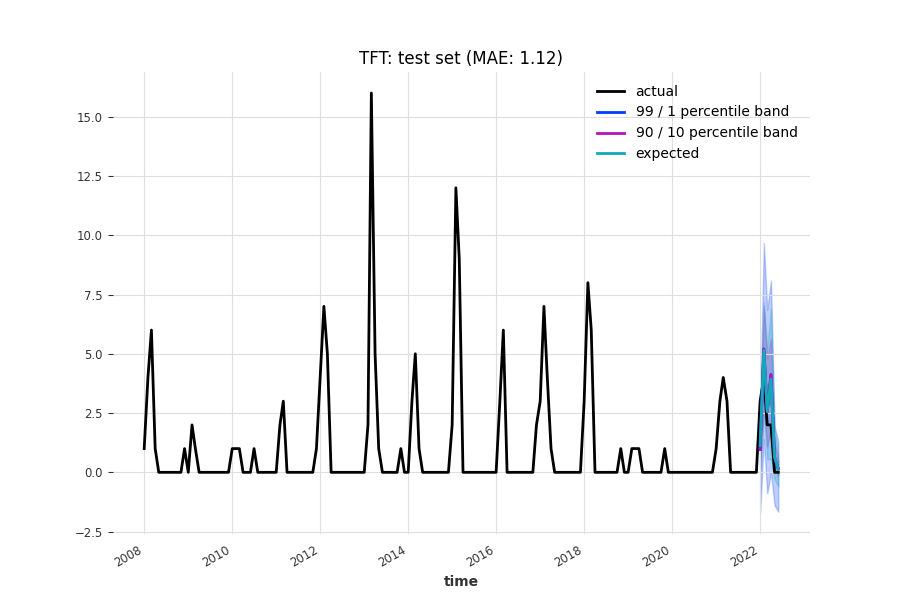 TFT: test set (MAE: 1.12)
actual
99 / 1 percentile band
90 / 10 percentile band
expected
15.0
12.5
10.0
7.5
5.0
2.5
0.0
−2.5
2008
2010
2012
2014
2016
2018
2020
2022
time